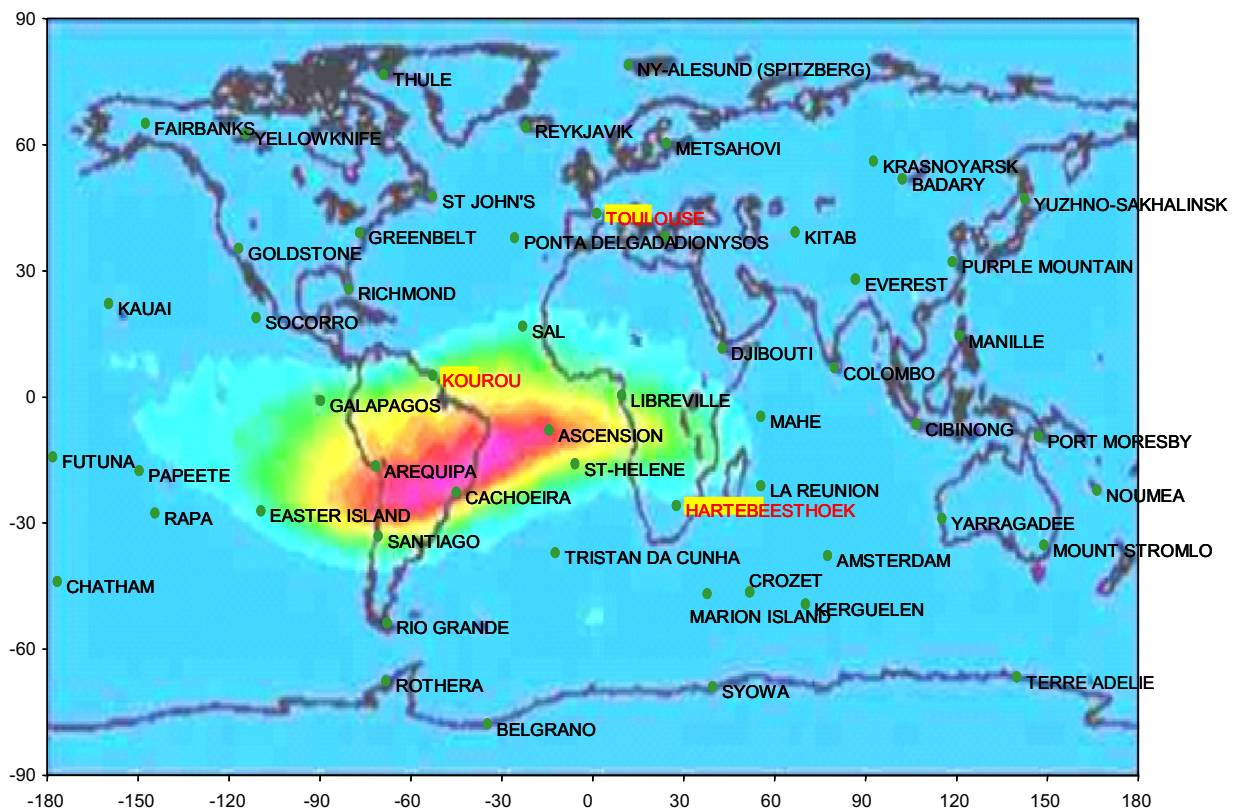 90
THULE
NY-ALESUND (SPITZBERG)
FAIRBANKS
YELLOWKNIFE
REYKJAVIK
60
METSAHOVI
KRASNOYARSK
BADARY
ST JOHN'S
YUZHNO-SAKHALINSK
TOULOUSE
GREENBELT
PONTA DELGADA
DIONYSOS
KITAB
GOLDSTONE
PURPLE MOUNTAIN
30
EVEREST
RICHMOND
KAUAI
SOCORRO
SAL
MANILLE
DJIBOUTI
COLOMBO
KOUROU
0
GALAPAGOS
LIBREVILLE
MAHE
CIBINONG
ASCENSION
PORT MORESBY
FUTUNA
PAPEETE
AREQUIPA
ST-HELENE
CACHOEIRA
LA REUNION
NOUMEA
RAPA
EASTER ISLAND
HARTEBEESTHOEK
-30
YARRAGADEE
SANTIAGO
MOUNT STROMLO
TRISTAN DA CUNHA
AMSTERDAM
CROZET
CHATHAM
MARION ISLAND
KERGUELEN
RIO GRANDE
-60
ROTHERA
SYOWA
TERRE ADELIE
BELGRANO
-90
-180 -150 -120 -90 -60 -30 0 30 60 90 120 150 180